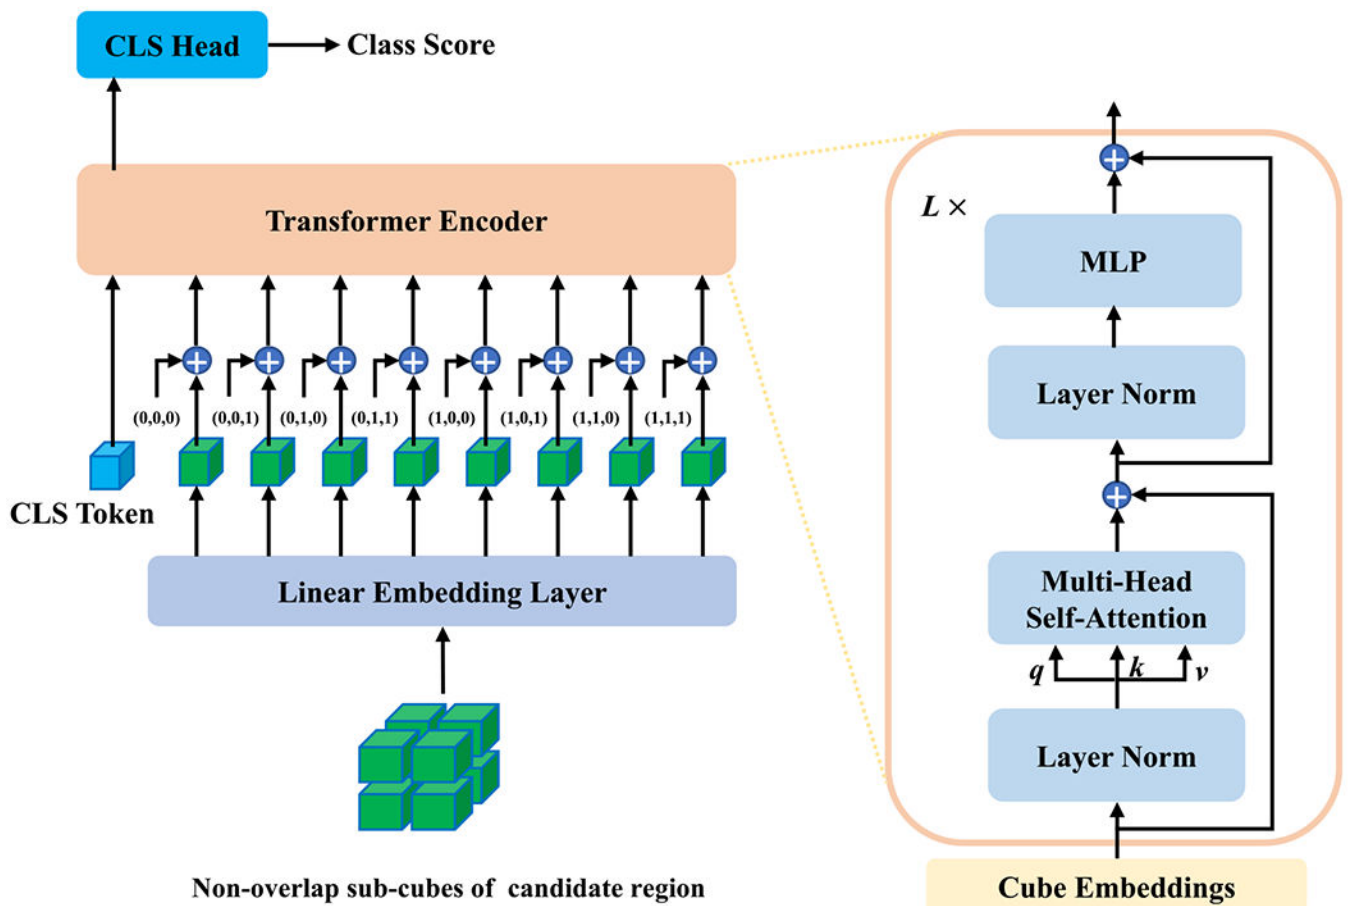 CLS Head
Class Score
Transformer Encoder
(0,0,0)
(0,0,1)
(0,1,0)
(0,1,1)
(1,0,0)
(1,0,1)
(1,1,0)
(1,1,1)
CLS Token
Linear Embedding Layer
Non-overlap sub-cubes of candidate region
L ×
MLP
Layer Norm
Multi-Head
Self-Attention
q
k
v
Layer Norm
Cube Embeddings